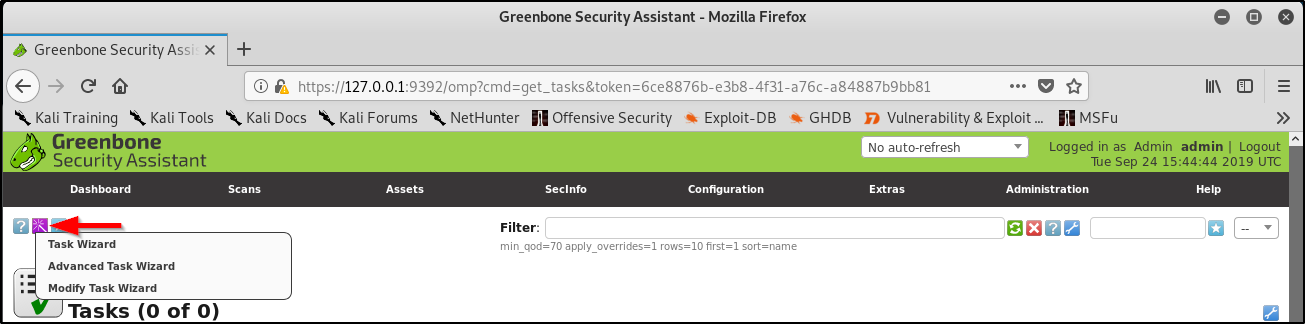 Greenbone Security Assistant - Mozilla Firefox
Greenbone Security Assis
https://127.0.0.1:9392/omp?cmd=get_tasks&token=6ce8876b-e3b8-4f31-a76c-a84887b9bb81
Kali Training Kali Tools Kali Docs Kali Forums NetHunter Offensive Security Exploit-DB GHDB Vulnerability & Exploit ... MSFu
Greenbone
Security Assistant
No auto-refresh
Logged in as Admin admin | Logout
Tue Sep 24 15:44:44 2019 UTC
Dashboard Scans Assets SecInfo Configuration Extras Administration Help
Filter:
--
min_qod=70 apply_overrides=1 rows=10 first=1 sort=name
Task Wizard
Advanced Task Wizard
Modify Task Wizard
Tasks (0 of 0)